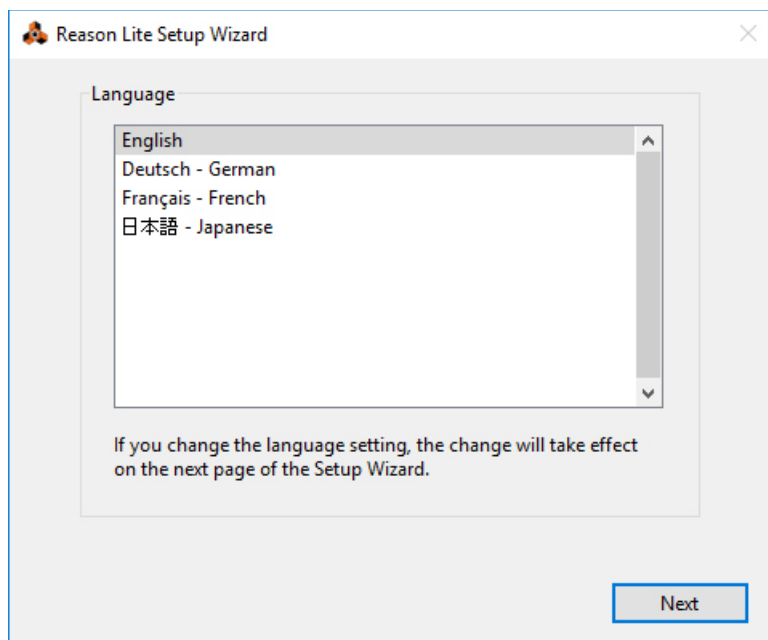 Reason Lite Setup Wizard
Language
English
Deutsch - German
Français - French
日本語 - Japanese
If you change the language setting, the change will take effect
on the next page of the Setup Wizard.
Next